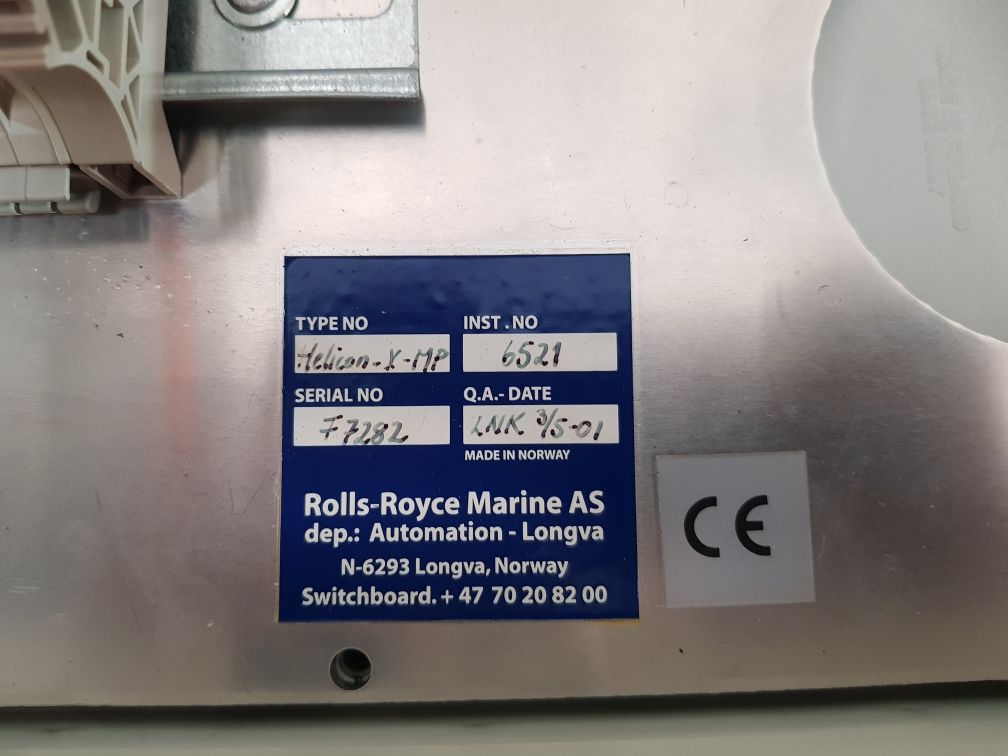 TYPE NO INST . NO
Helicon-X-MP 6521
SERIAL NO Q.A.- DATE
F7282 LNK 3/5-01
MADE IN NORWAY
Rolls-Royce Marine AS
dep.: Automation - Longva
N-6293 Longva, Norway
Switchboard. + 47 70 20 82 00
CE